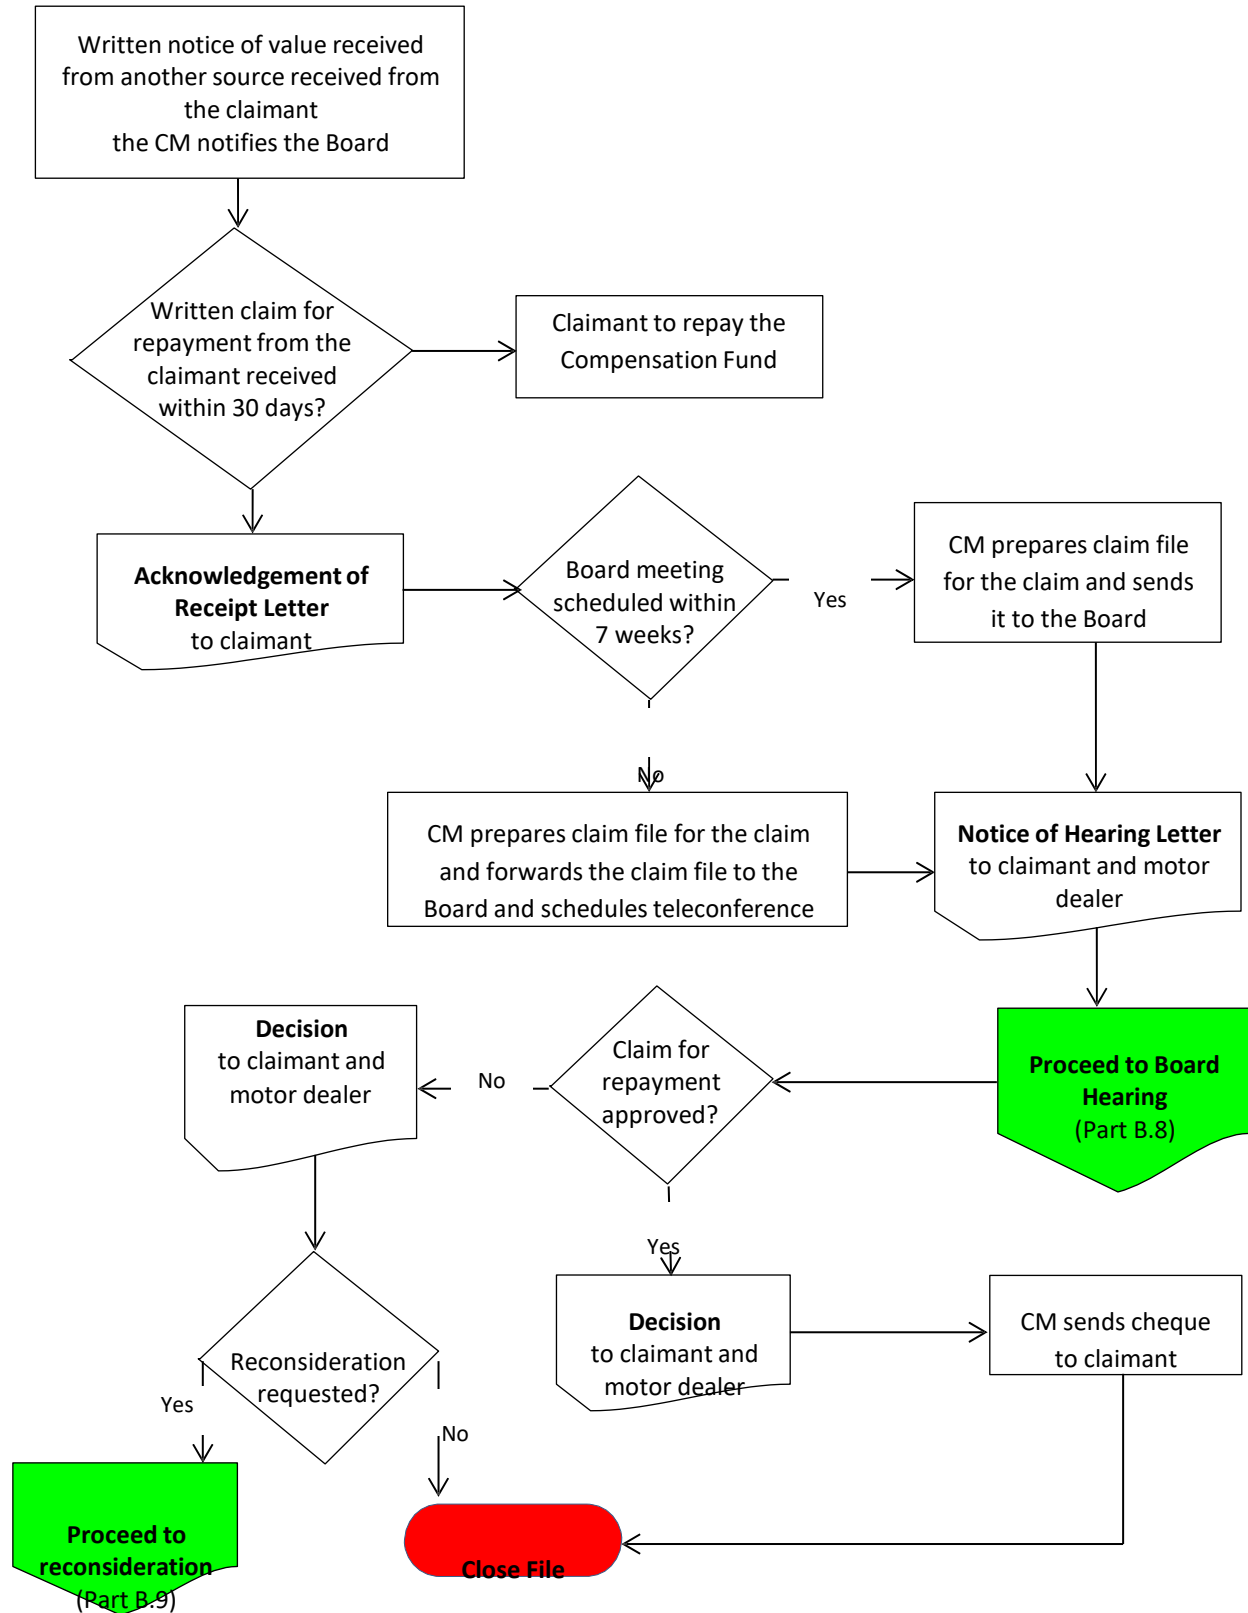 Written notice of value received
from another source received from
the claimant
the CM notifies the Board
Written claim for
repayment from the
claimant received
within 30 days?
Claimant to repay the
Compensation Fund
Acknowledgement of
Receipt Letter
to claimant
Board meeting
scheduled within
7 weeks?
Yes
CM prepares claim file
for the claim and sends
it to the Board
No
CM prepares claim file for the claim
and forwards the claim file to the
Board and schedules teleconference
Notice of Hearing Letter
to claimant and motor
dealer
Proceed to Board
Hearing
(Part B.8)
Claim for
repayment
approved?
No
Decision
to claimant and
motor dealer
Yes
Decision
to claimant and
motor dealer
CM sends cheque
to claimant
Reconsideration
requested?
Yes
No
Proceed to
reconsideration
(Part B.9)
Close File